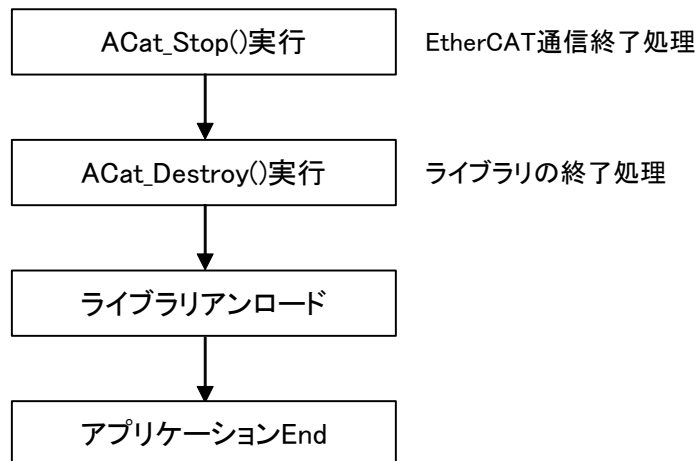 ACat_Stop()実行
EtherCAT通信終了処理
ACat_Destroy()実行
ライブラリの終了処理
ライブラリアンロード
アプリケーションEnd